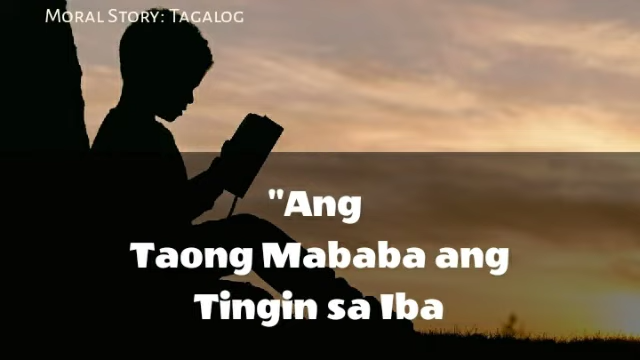 Moral Story: Tagalog
"Ang
Taong Mababa ang
Tingin sa Iba